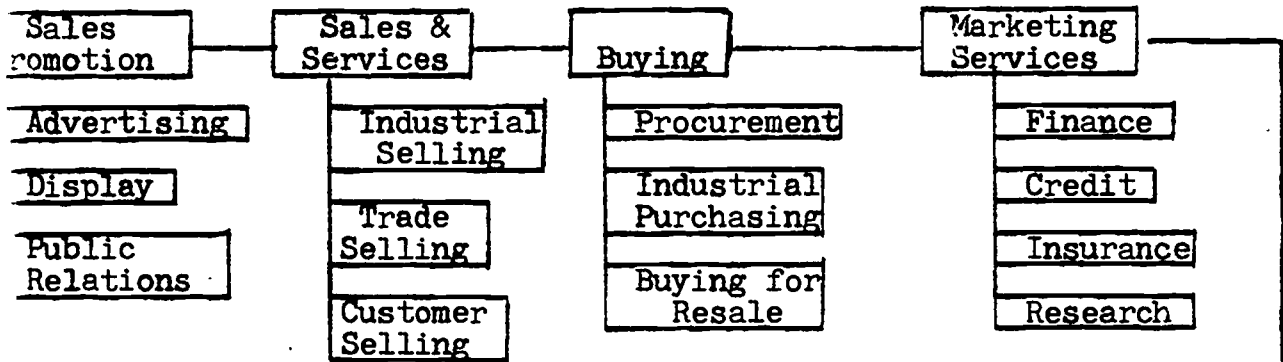 Sales
romotion
Advertising
Display
Public
Relations
Sales &
Services
Industrial
Selling
Trade
Selling
Customer
Selling
Buying
Procurement
Industrial
Purchasing
Buying for
Resale
Marketing
Services
Finance
Credit
Insurance
Research